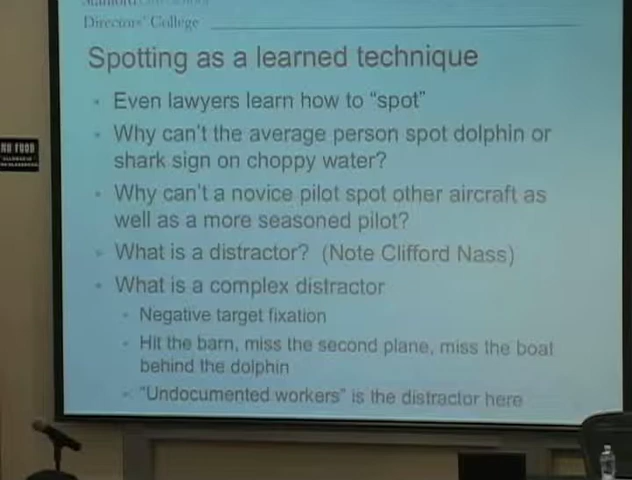 Directors' College
Spotting as a learned technique
Even lawyers learn how to "spot"
Why can't the average person spot dolphin or
shark sign on choppy water?
Why can't a novice pilot spot other aircraft as
well as a more seasoned pilot?
What is a distractor? (Note Clifford Nass)
What is a complex distractor
Negative target fixation
Hit the barn, miss the second plane, miss the boat
behind the dolphin
"Undocumented workers" is the distractor here
NO FOOD